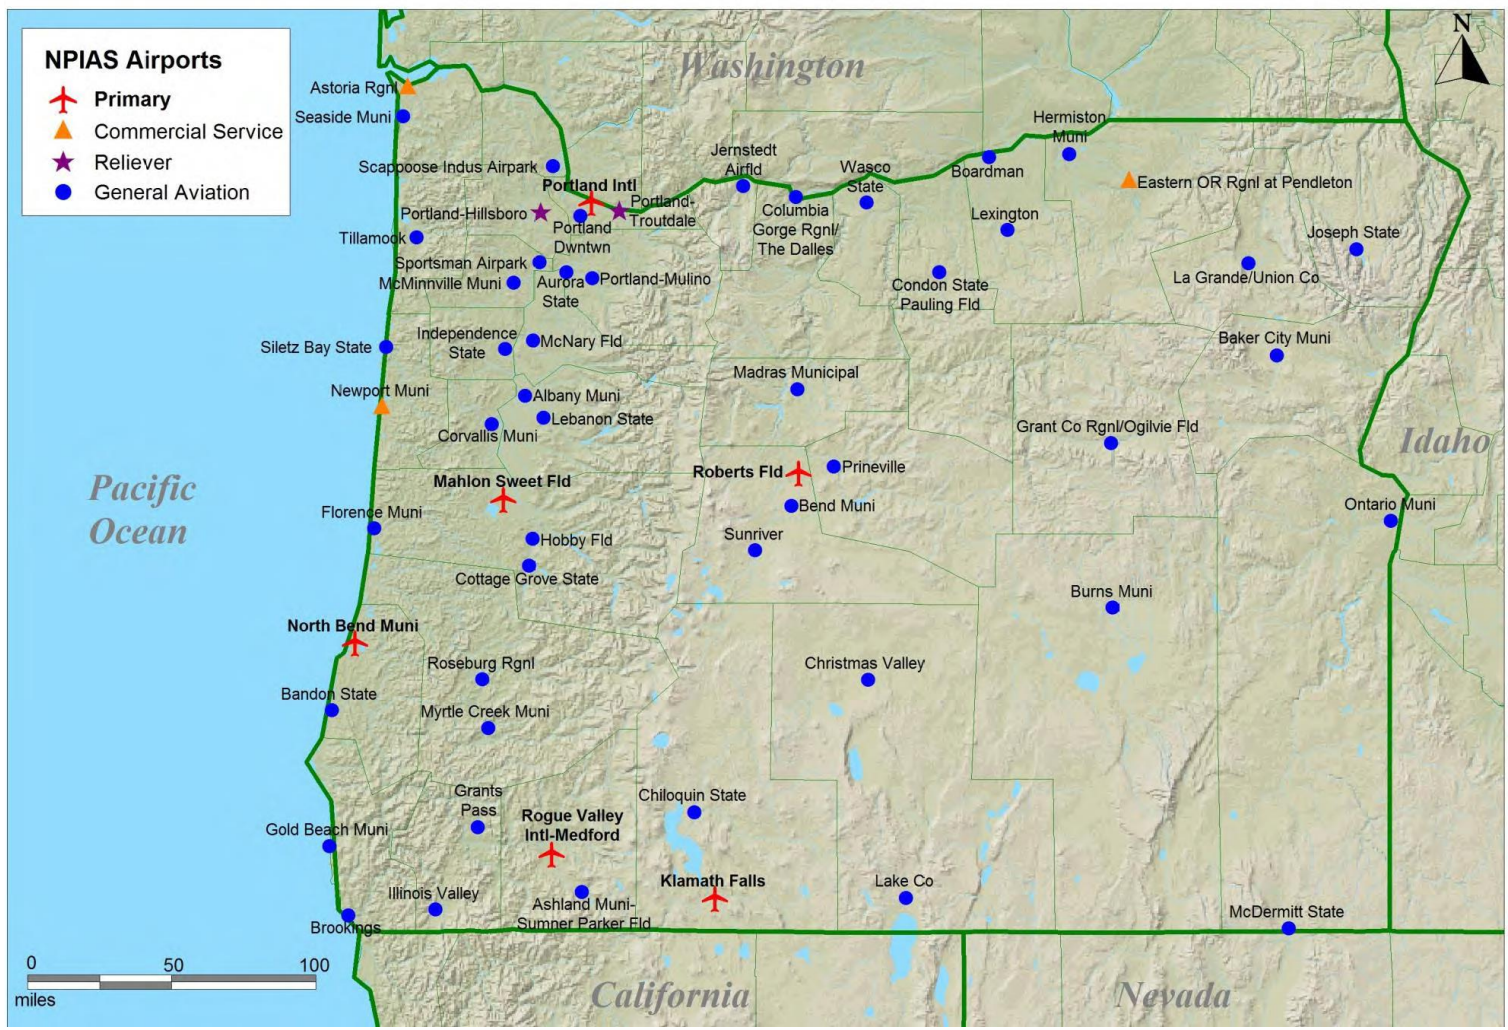 NPIAS Airports
Primary
Commercial Service
Reliever
General Aviation
N
Washington
Astoria Rgnl
Seaside Muni
Hermiston
Muni
Scappoose Indus Airpark
Jernstedt
Airfld
Wasco
State
Boardman
Portland Intl
Eastern OR Rgnl at Pendleton
Portland-Hillsboro
Portland-
Troutdale
Portland
Dwntwn
Columbia
Gorge Rgnl/
The Dalles
Lexington
Tillamook
Joseph State
Sportsman Airpark
McMinnville Muni
Aurora
State
Portland-Mulino
Condon State
Pauling Fld
La Grande/Union Co
Independence
State
McNary Fld
Siletz Bay State
Baker City Muni
Newport Muni
Albany Muni
Madras Municipal
Lebanon State
Corvallis Muni
Grant Co Rgnl/Ogilvie Fld
Idaho
Mahlon Sweet Fld
Roberts Fld
Prineville
Pacific
Ocean
Florence Muni
Bend Muni
Ontario Muni
Hobby Fld
Sunriver
Cottage Grove State
Burns Muni
North Bend Muni
Roseburg Rgnl
Christmas Valley
Bandon State
Myrtle Creek Muni
Grants
Pass
Chiloquin State
Rogue Valley
Intl-Medford
Gold Beach Muni
Klamath Falls
Lake Co
Illinois Valley
Ashland Muni-
Sumner Parker Fld
McDermitt State
Brookings
0 50 100
miles
California
Nevada